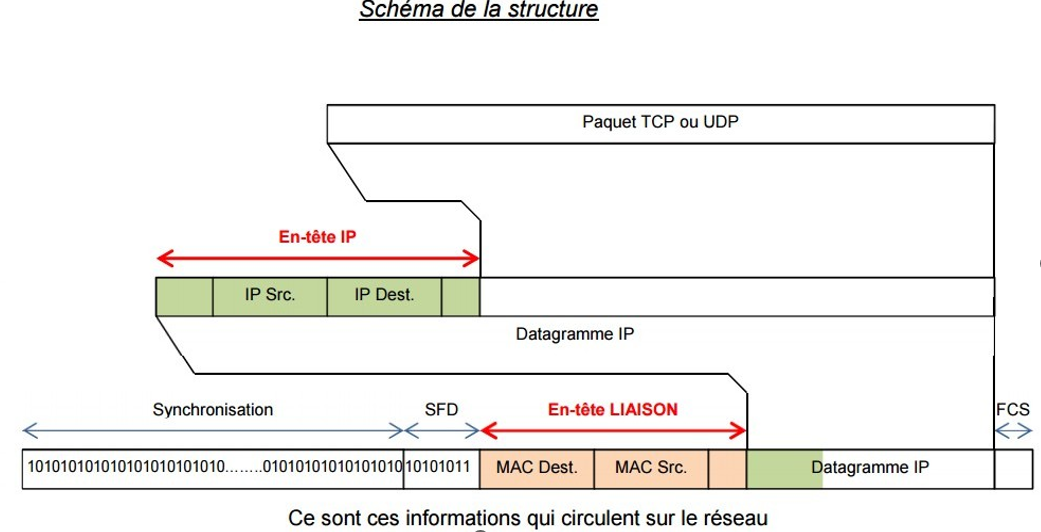 Schéma de la structure
Paquet TCP ou UDP
En-tête IP
IP Src. IP Dest.
Datagramme IP
Synchronisation SFD En-tête LIAISON FCS
101010101010101010101010........01010101010101010 10101011 MAC Dest. MAC Src. Datagramme IP
Ce sont ces informations qui circulent sur le réseau